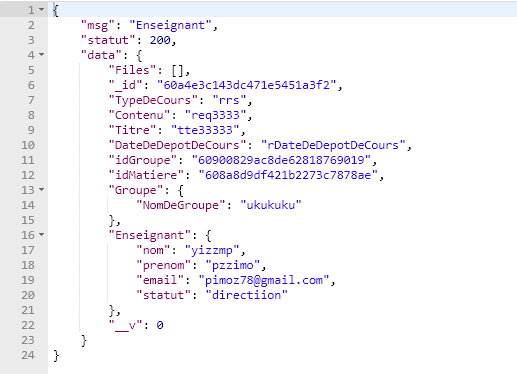 1 {
2 "msg": "Enseignant",
3 "statut": 200,
4 "data": {
5 "Files": [],
6 "_id": "60a4e3c143dc471e5451a3f2",
7 "TypeDeCours": "rrs",
8 "Contenu": "req3333",
9 "Titre": "tte33333",
10 "DateDeDepotDeCours": "rDateDeDepotDeCours",
11 "idGroupe": "60900829ac8de62818769019",
12 "idMatiere": "608a8d9df421b2273c7878ae",
13 "Groupe": {
14 "NomDeGroupe": "ukukuku"
15 },
16 "Enseignant": {
17 "nom": "yizzmp",
18 "prenom": "pzzimo",
19 "email": "pimoz78@gmail.com",
20 "statut": "directiion"
21 },
22 "__v": 0
23 }
24 }